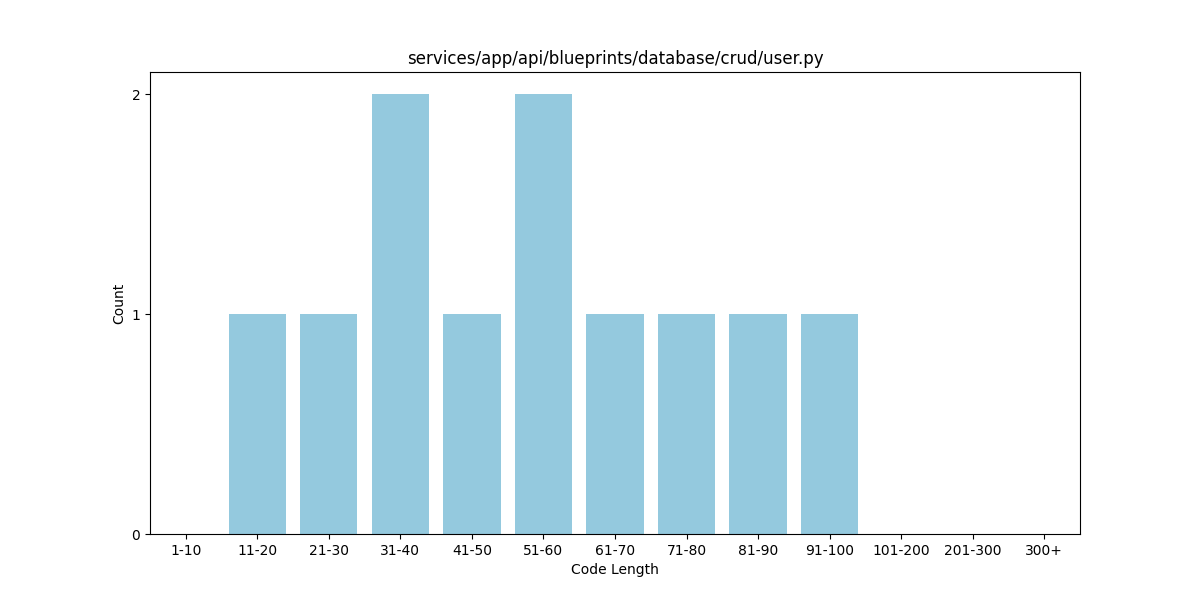 services/app/api/blueprints/database/crud/user.py
2
1
0
Count
1-10 11-20 21-30 31-40 41-50 51-60 61-70 71-80 81-90 91-100 101-200 201-300 300+
Code Length